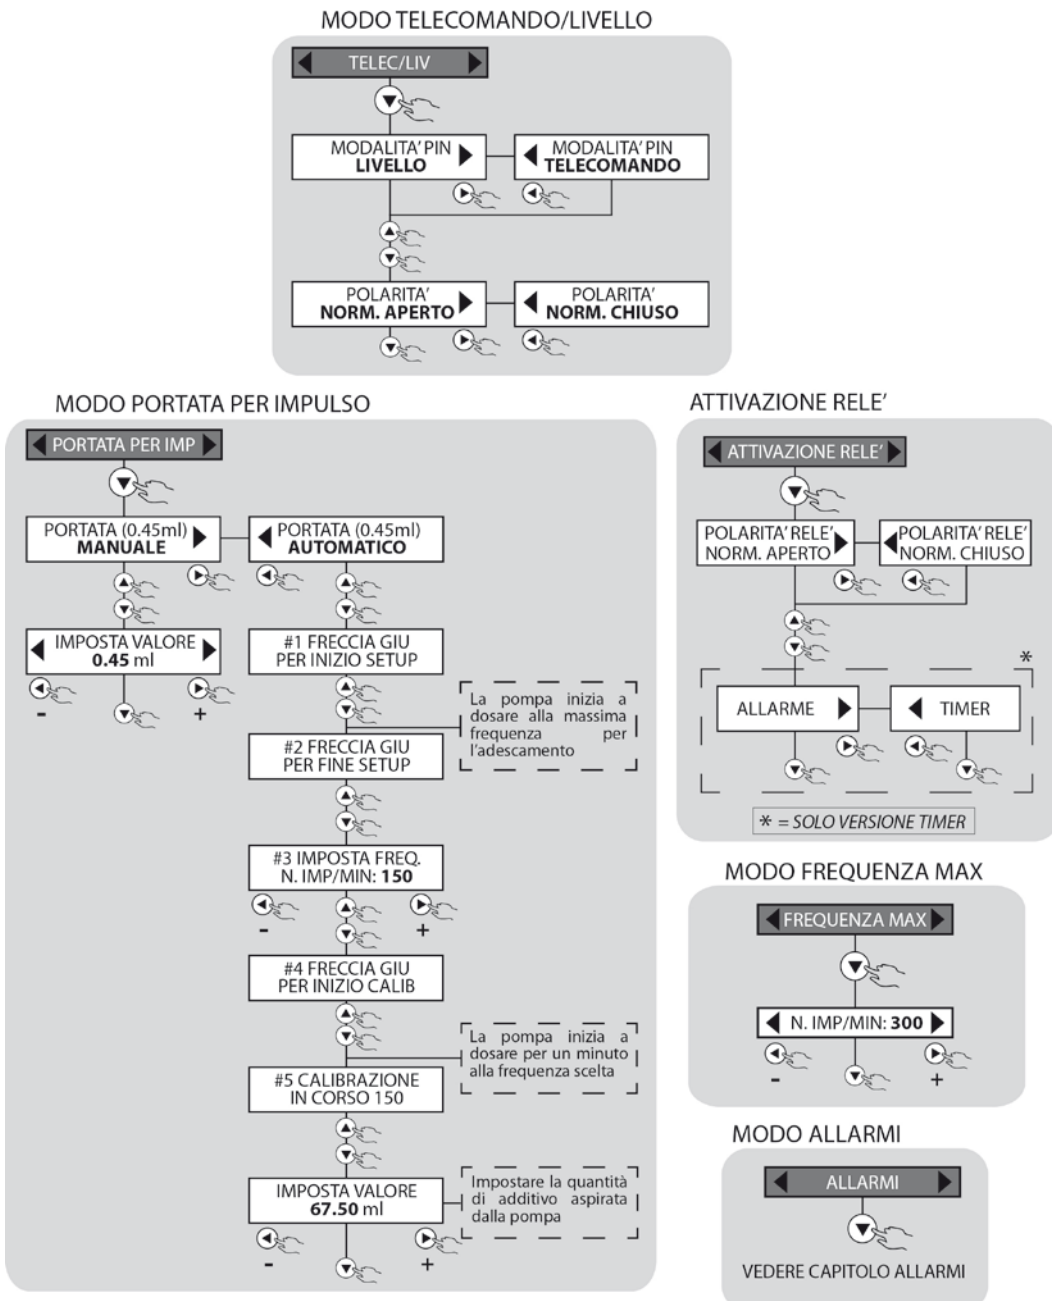 MODO TELECOMANDO/LIVELLO
TELEC/LIV
MODALITA' PIN
LIVELLO
MODALITA' PIN
TELECOMANDO
POLARITA'
NORM. APERTO
POLARITA'
NORM. CHIUSO
MODO PORTATA PER IMPULSO
PORTATA PER IMP
PORTATA (0.45ml)
MANUALE
PORTATA (0.45ml)
AUTOMATICO
IMPOSTA VALORE
0.45 ml
- +
#1 FRECCIA GIU
PER INIZIO SETUP
La pompa inizia a
dosare alla massima
frequenza per
l'adescamento
#2 FRECCIA GIU
PER FINE SETUP
#3 IMPOSTA FREQ.
N. IMP/MIN: 150
- +
#4 FRECCIA GIU
PER INIZIO CALIB
La pompa inizia a
dosare per un minuto
alla frequenza scelta
#5 CALIBRAZIONE
IN CORSO 150
IMPOSTA VALORE
67.50 ml
Impostare la quantità
di additivo aspirata
dalla pompa
- +
ATTIVAZIONE RELE'
ATTIVAZIONE RELE'
POLARITA' RELE'
NORM. APERTO
POLARITA' RELE'
NORM. CHIUSO
*
ALLARME
TIMER
* = SOLO VERSIONE TIMER
MODO FREQUENZA MAX
FREQUENZA MAX
N. IMP/MIN: 300
- +
MODO ALLARMI
ALLARMI
VEDERE CAPITOLO ALLARMI